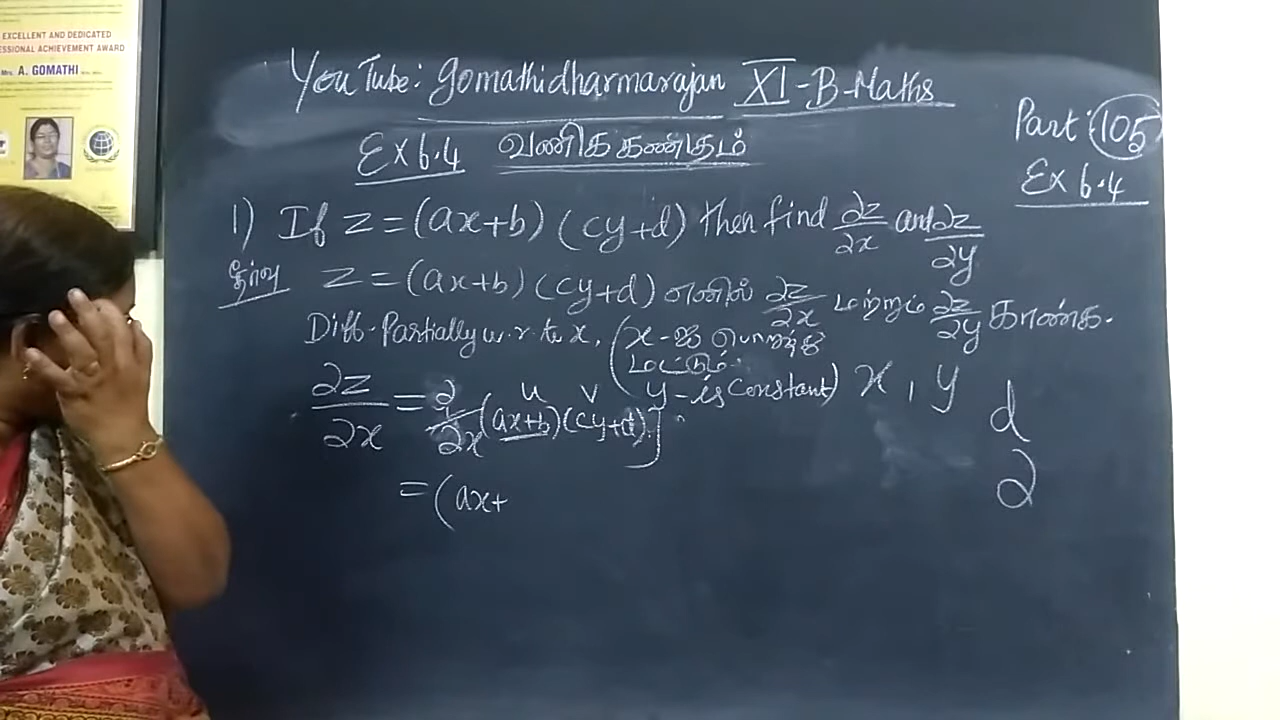 EXCELLENT AND DEDICATED
ESSIONAL ACHIEVEMENT AWARD
Mrs. A. GOMATHI
YouTube: gomathidharmarajan XI-B-Maths
Part: 105
Ex 6.4
Ex 6.4 வணிக கணிதம்
1) If z = (ax+b) (cy+d) then find ∂z/∂x and ∂z/∂y
தீர்வு z = (ax+b) (cy+d) எனில் ∂z/∂x மற்றும் ∂z/∂y காண்க.
Diff. Partially w.r.to x, (x-ஐ பொறுத்து
மட்டும்.
y-is Constant) x, y
u v
∂z/∂x = ∂/∂x [(ax+b)(cy+d)]
d
= (ax+
∂